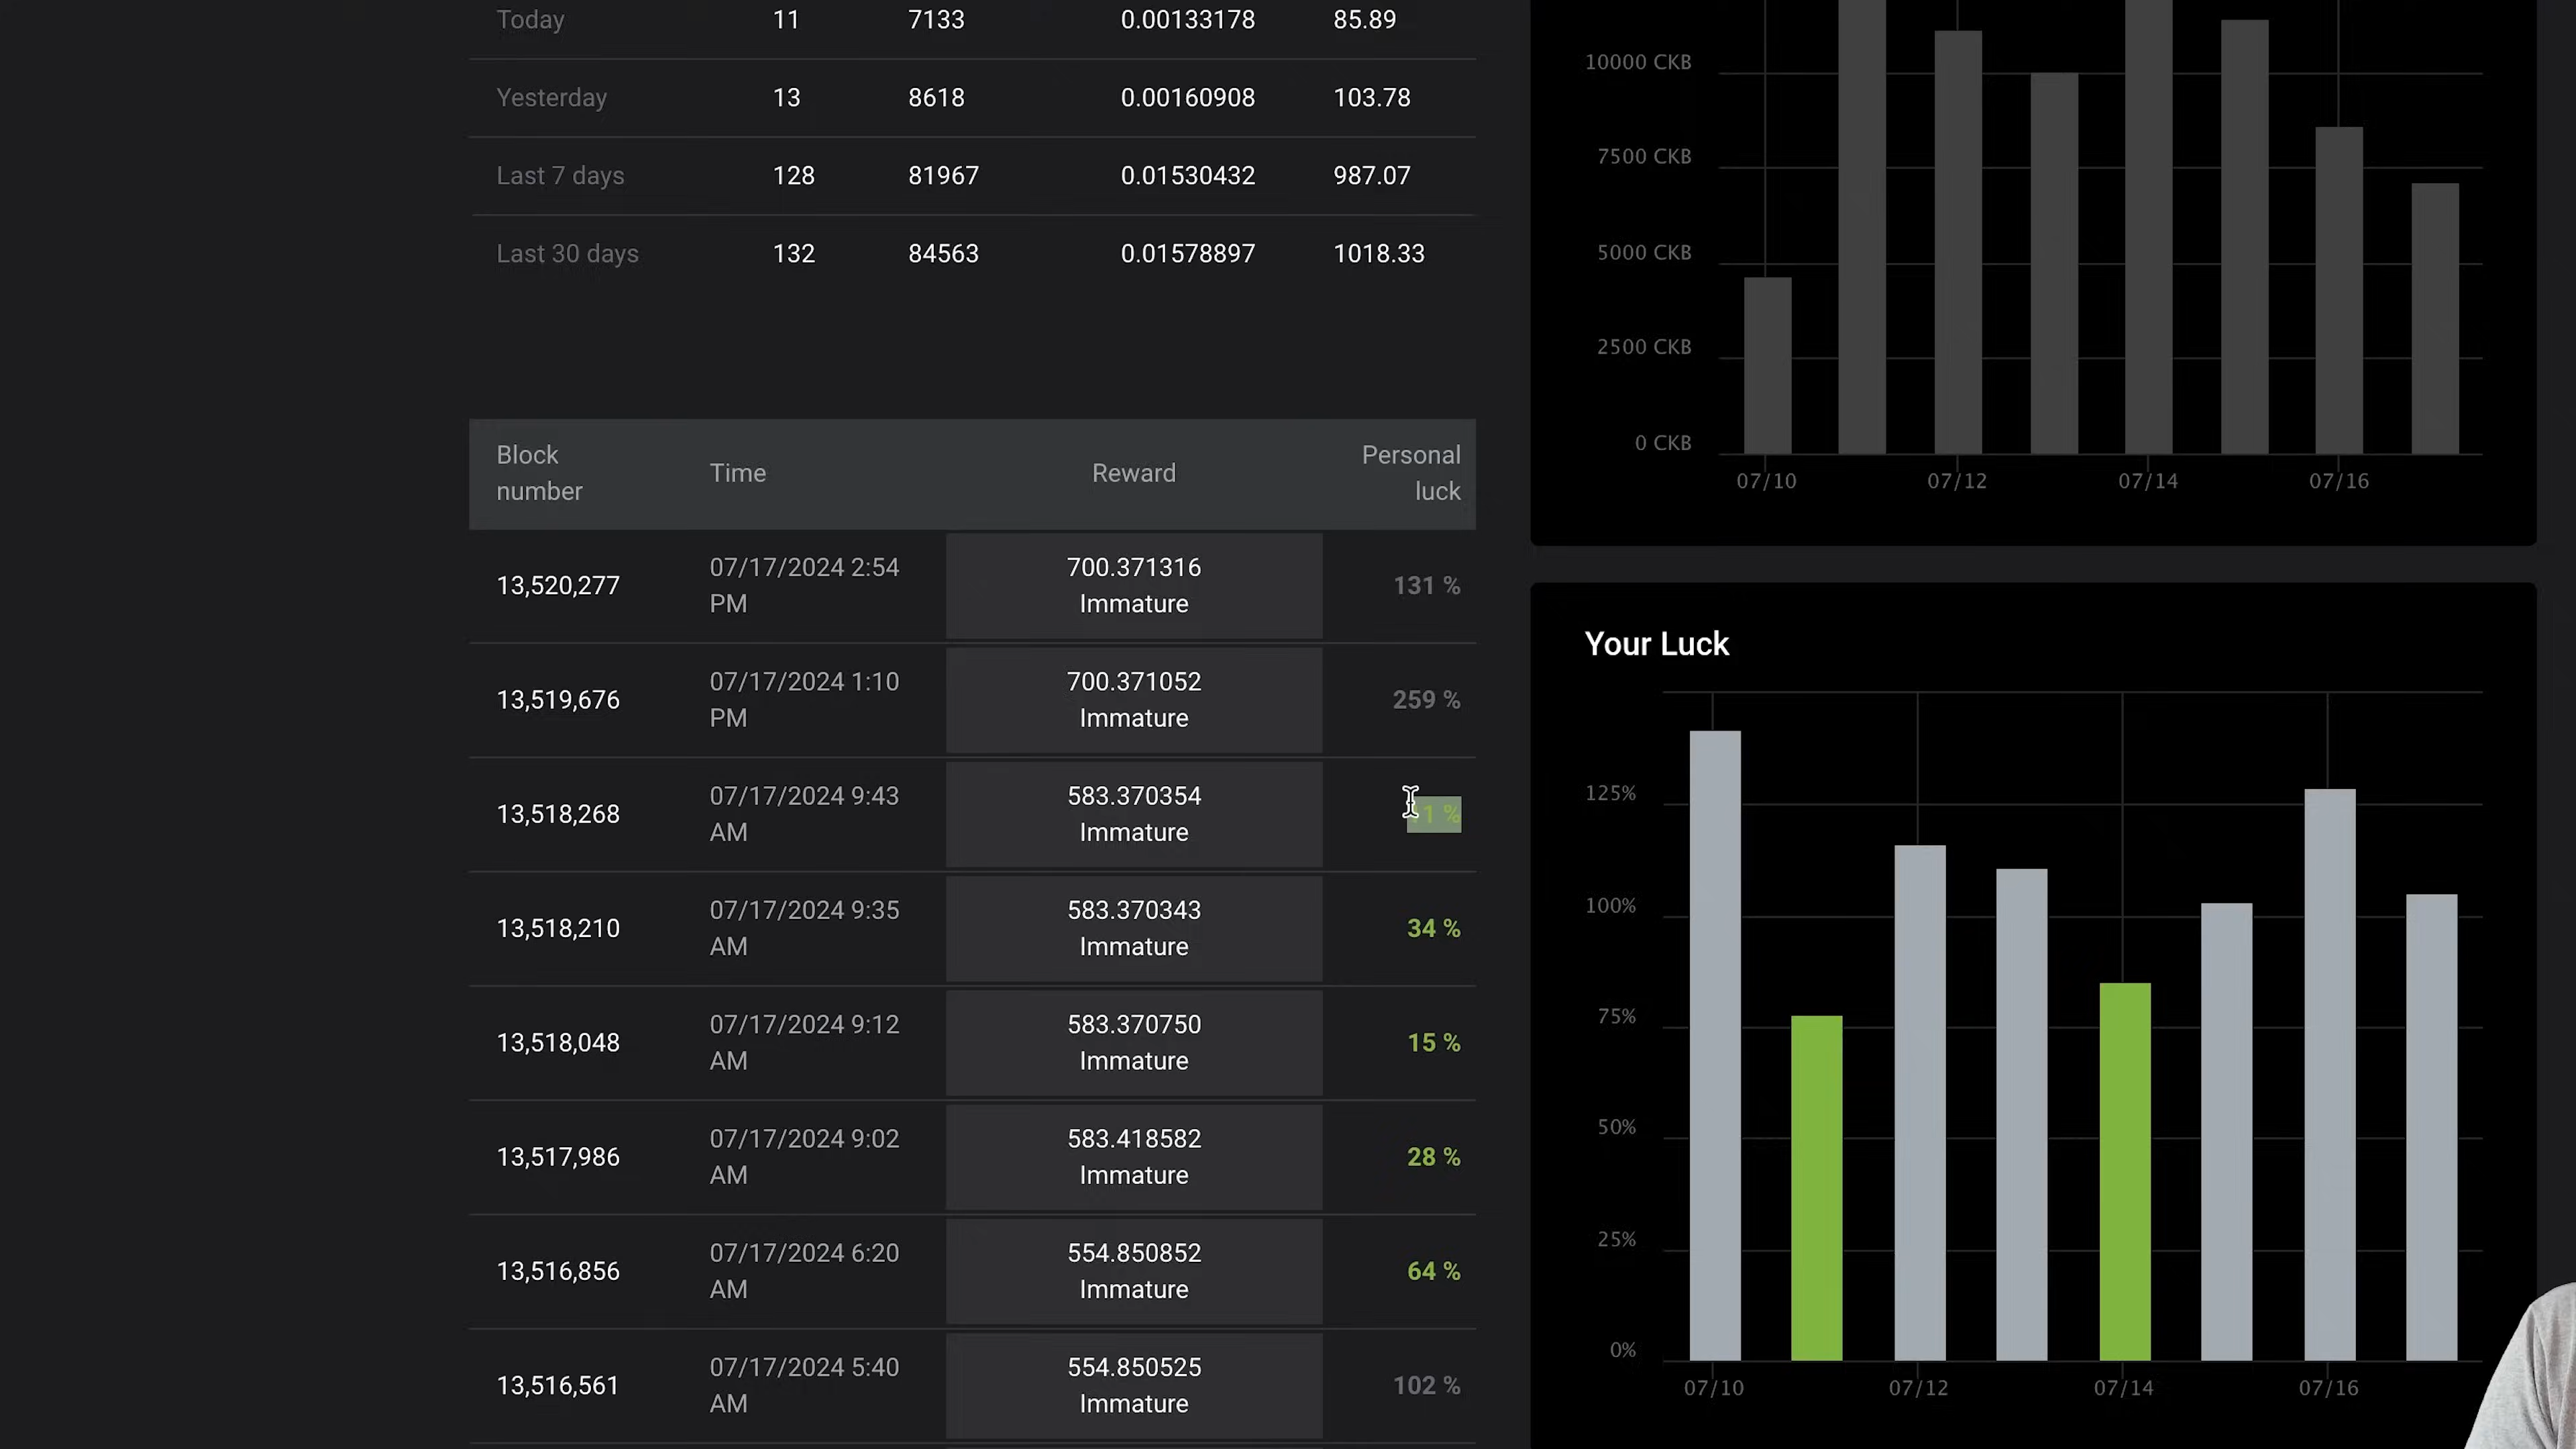 Today 11 7133 0.00133178 85.89
Yesterday 13 8618 0.00160908 103.78
Last 7 days 128 81967 0.01530432 987.07
Last 30 days 132 84563 0.01578897 1018.33
Block number Time Reward Personal luck
13,520,277 07/17/2024 2:54 PM 700.371316 Immature 131 %
13,519,676 07/17/2024 1:10 PM 700.371052 Immature 259 %
13,518,268 07/17/2024 9:43 AM 583.370354 Immature
13,518,210 07/17/2024 9:35 AM 583.370343 Immature 34 %
13,518,048 07/17/2024 9:12 AM 583.370750 Immature 15 %
13,517,986 07/17/2024 9:02 AM 583.418582 Immature 28 %
13,516,856 07/17/2024 6:20 AM 554.850852 Immature 64 %
13,516,561 07/17/2024 5:40 AM 554.850525 Immature 102 %
10000 CKB
7500 CKB
5000 CKB
2500 CKB
0 CKB
07/10 07/12 07/14 07/16
Your Luck
125%
100%
75%
50%
25%
0%
07/10 07/12 07/14 07/16